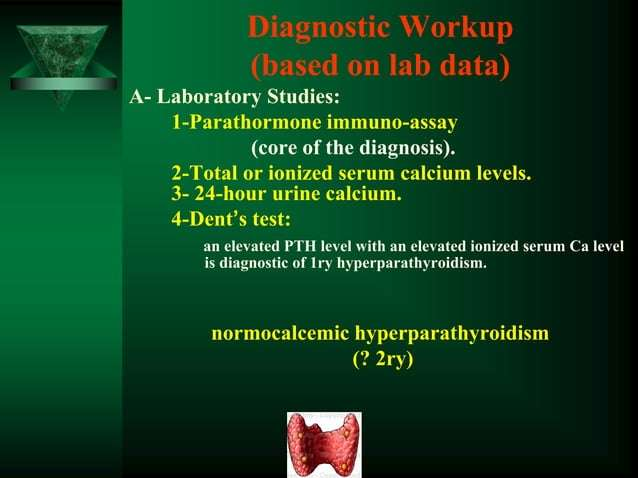 Diagnostic Workup
(based on lab data)
A- Laboratory Studies:
1-Parathormone immuno-assay
(core of the diagnosis).
2-Total or ionized serum calcium levels.
3- 24-hour urine calcium.
4-Dent’s test:
an elevated PTH level with an elevated ionized serum Ca level
is diagnostic of 1ry hyperparathyroidism.
normocalcemic hyperparathyroidism
(? 2ry)